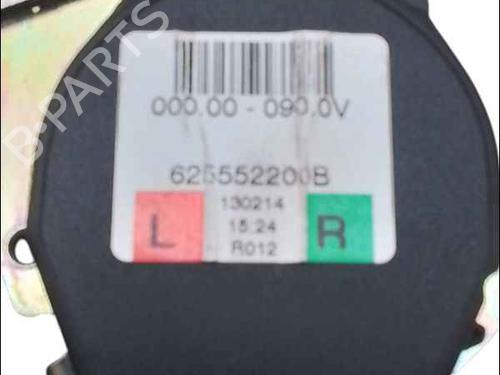 B-PARTS
000.00 - 090.0V
625552200B
130214
15:24
R012
L
R